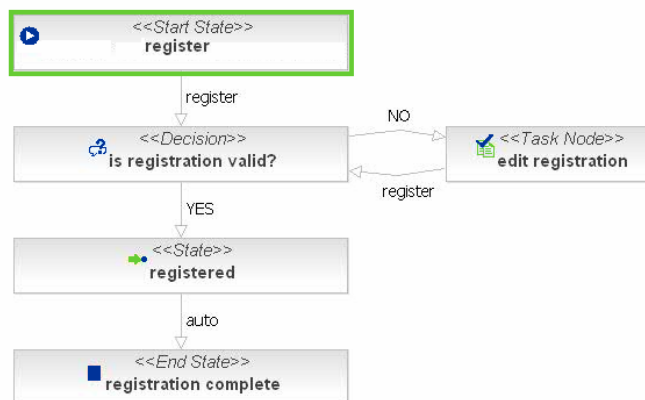 <<Start State>>
register
register
<<Decision>>
is registration valid?
NO
<<Task Node>>
edit registration
register
YES
<<State>>
registered
auto
<<End State>>
registration complete